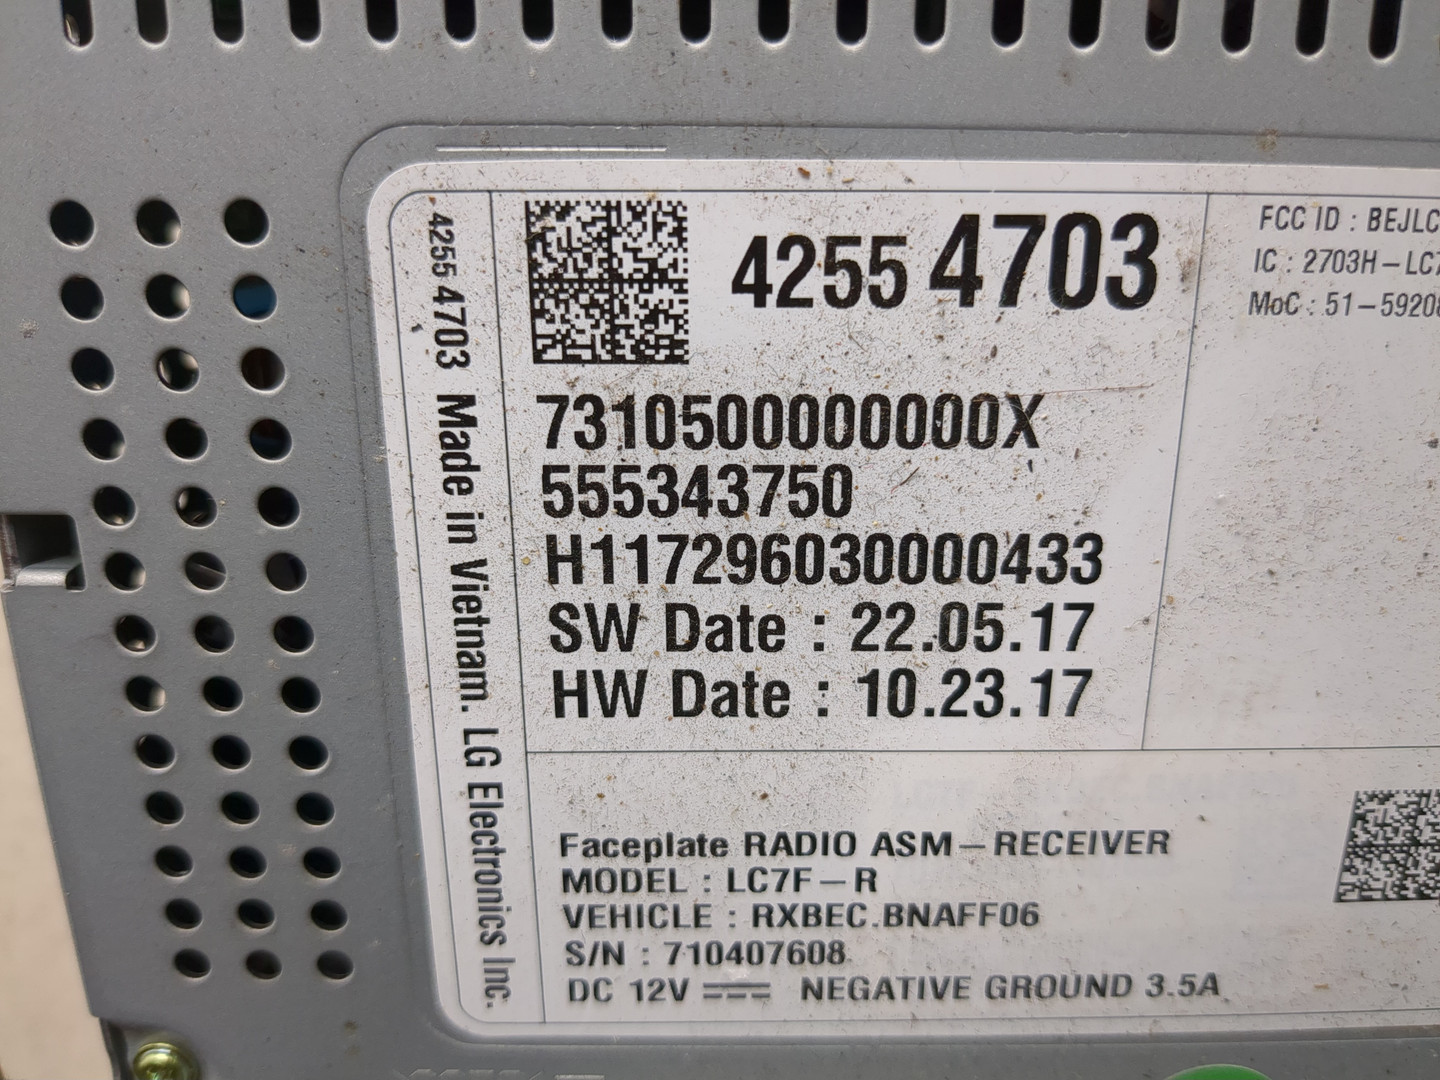 4255 4703 Made in Vietnam. LG Electronics Inc.
4255 4703
7310500000000X
555343750
H117296030000433
SW Date : 22.05.17
HW Date : 10.23.17
FCC ID : BEJLC
IC : 2703H-LC7
MoC : 51-59208
Faceplate RADIO ASM-RECEIVER
MODEL : LC7F-R
VEHICLE : RXBEC.BNAFF06
S/N : 710407608
DC 12V NEGATIVE GROUND 3.5A